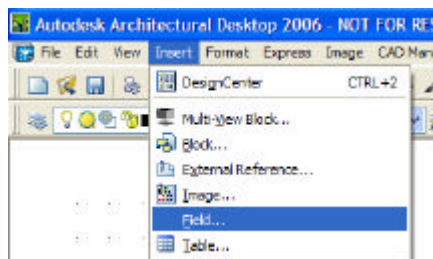 Autodesk Architectural Desktop 2006 - NOT FOR RES
File Edit View Insert Format Express Image CAD Man
DesignCenter CTRL+2
Multi-View Block...
Block...
External Reference...
Image...
Field...
Table...